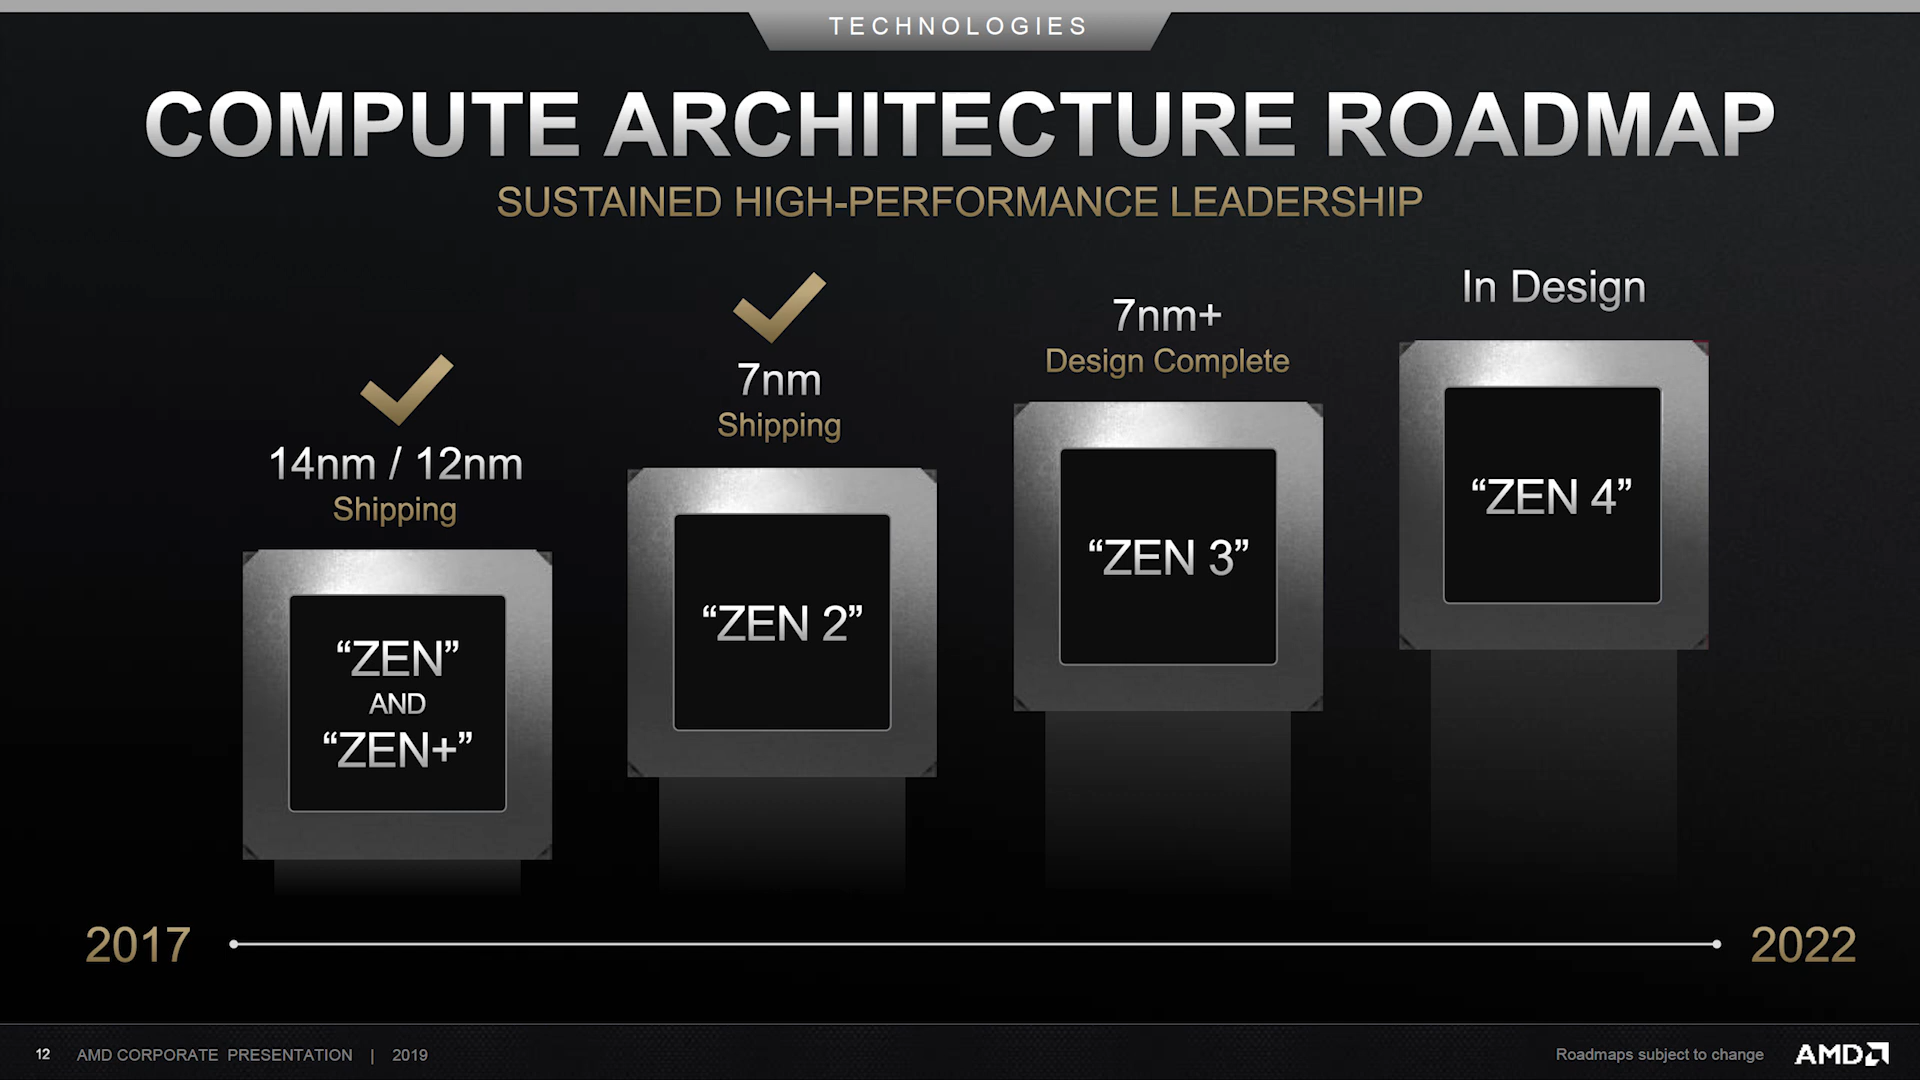 TECHNOLOGIES
COMPUTE ARCHITECTURE ROADMAP
SUSTAINED HIGH-PERFORMANCE LEADERSHIP
14nm / 12nm
Shipping
“ZEN”
AND
“ZEN+”
7nm
Shipping
“ZEN 2”
7nm+
Design Complete
“ZEN 3”
In Design
“ZEN 4”
2017
2022
12 AMD CORPORATE PRESENTATION | 2019
Roadmaps subject to change
AMD